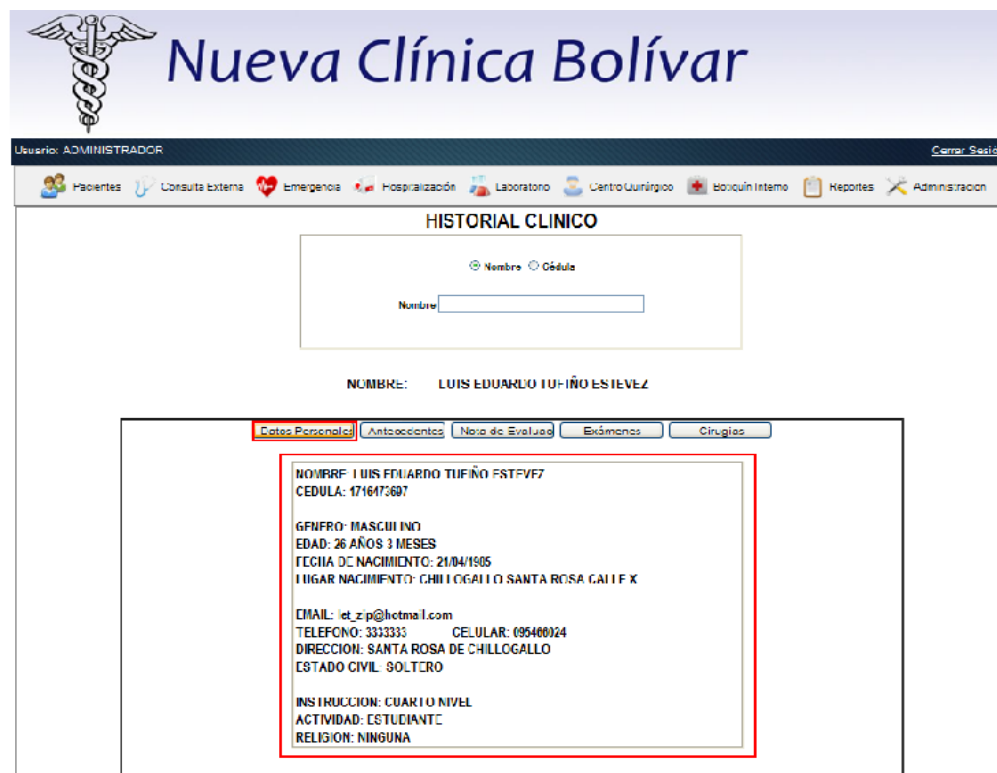 Nueva Clínica Bolívar
Usuario: ADMINISTRADOR Cerrar Sesió
Pacientes Consulta Externa Emergencia Hospitalización Laboratorio Centro Quirúrgico Botiquín Interno Reportes Administracion
HISTORIAL CLINICO
Nombre Cédula
Nombre
NOMBRE: LUIS EDUARDO TUFIÑO ESTEVEZ
Datos Personales Antecedentes Nota de Evoluao Exámenes Cirugias
NOMBRE: LUIS EDUARDO TUFIÑO ESTEVEZ
CEDULA: 1716473697
GENERO: MASCULINO
EDAD: 26 AÑOS 3 MESES
FECHA DE NACIMIENTO: 21/04/1985
LUGAR NACIMIENTO: CHILLOGALLO SANTA ROSA CALLE X
EMAIL: let_zip@hotmail.com
TELEFONO: 3333333 CELULAR: 095466024
DIRECCION: SANTA ROSA DE CHILLOGALLO
ESTADO CIVIL: SOLTERO
INSTRUCCION: CUARTO NIVEL
ACTIVIDAD: ESTUDIANTE
RELIGION: NINGUNA